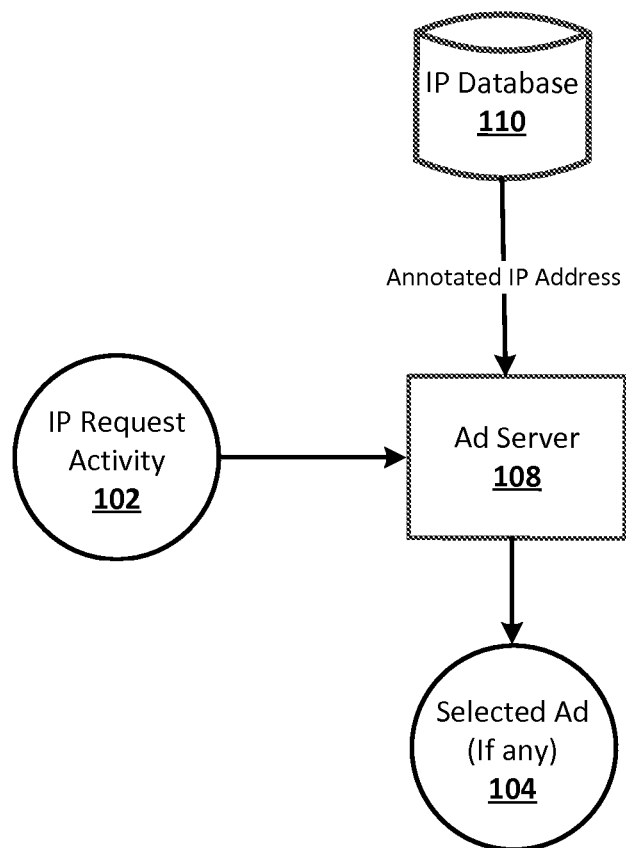 IP Database
110
Annotated IP Address
IP Request
Activity
102
Ad Server
108
Selected Ad
(If any)
104